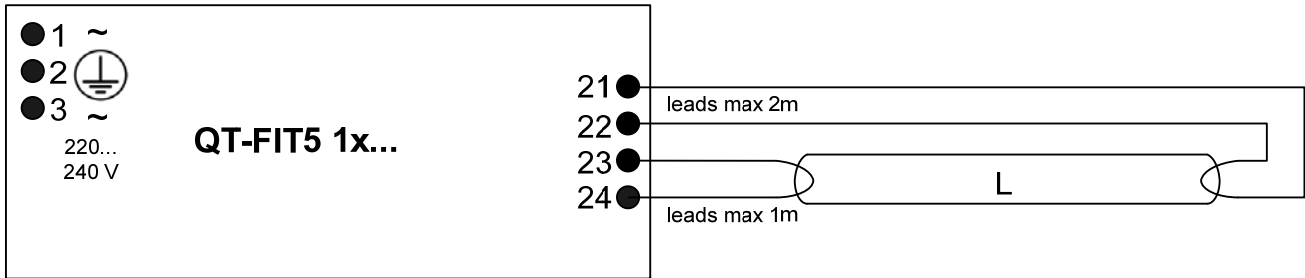 1 ~
2
3 ~
220...
240 V
QT-FIT5 1x...
21
22
23
24
leads max 2m
leads max 1m
L